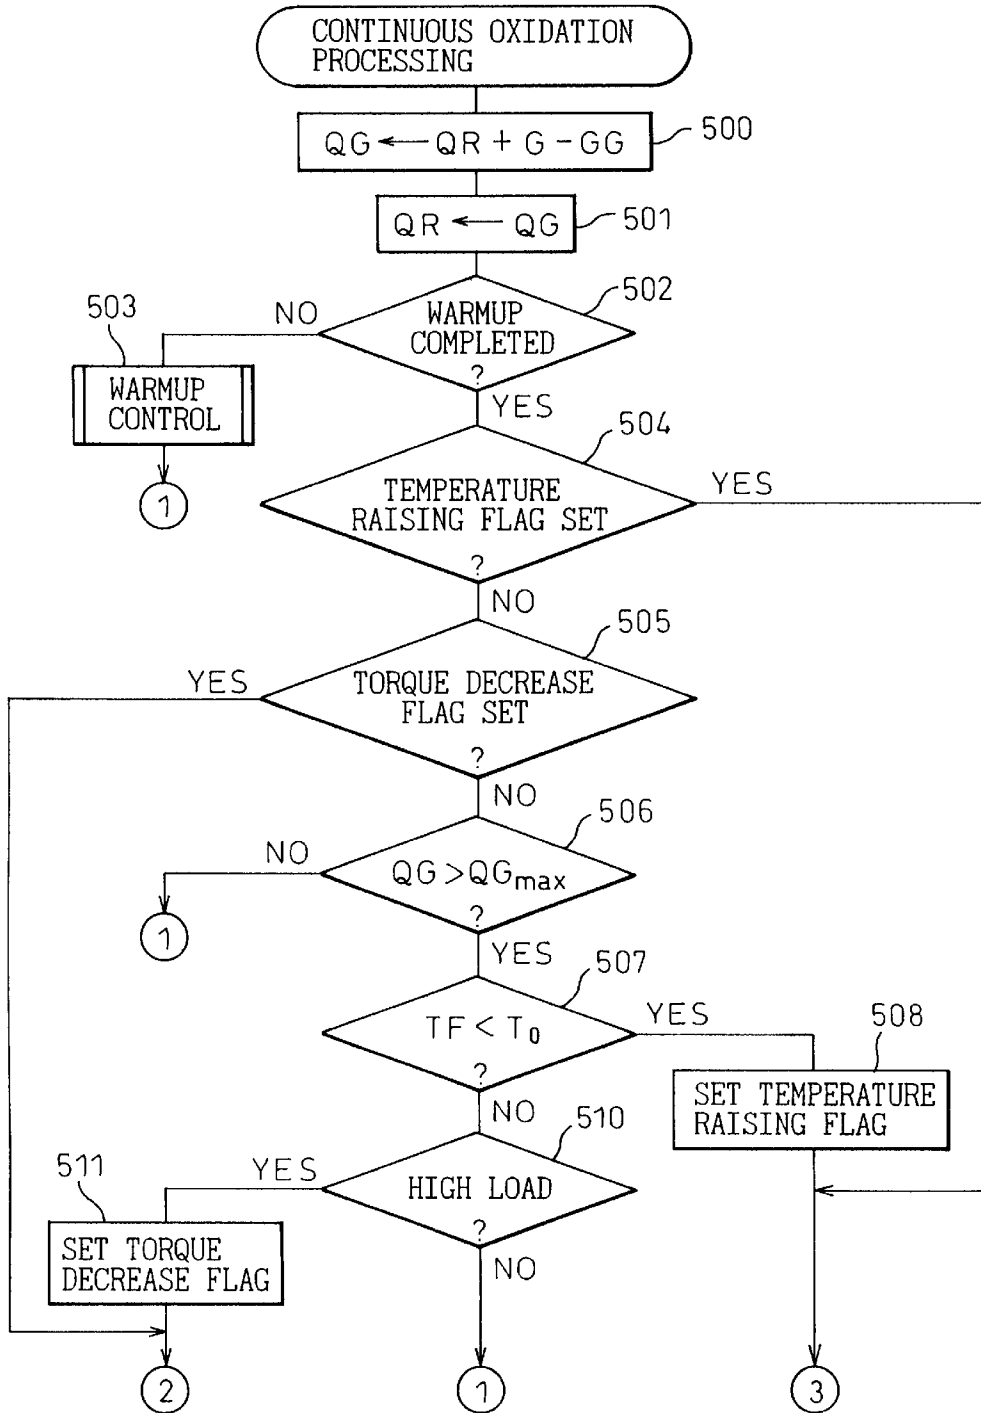 CONTINUOUS OXIDATION
PROCESSING
QG ← QR + G - GG
500
QR ← QG
501
502
NO
WARMUP
COMPLETED
?
503
WARMUP
CONTROL
1
YES
504
TEMPERATURE
RAISING FLAG SET
?
YES
NO
505
YES
TORQUE DECREASE
FLAG SET
?
NO
506
NO
QG > QGmax
?
1
YES
507
TF < T0
?
YES
508
SET TEMPERATURE
RAISING FLAG
NO
510
YES
HIGH LOAD
?
511
SET TORQUE
DECREASE FLAG
NO
2
1
3